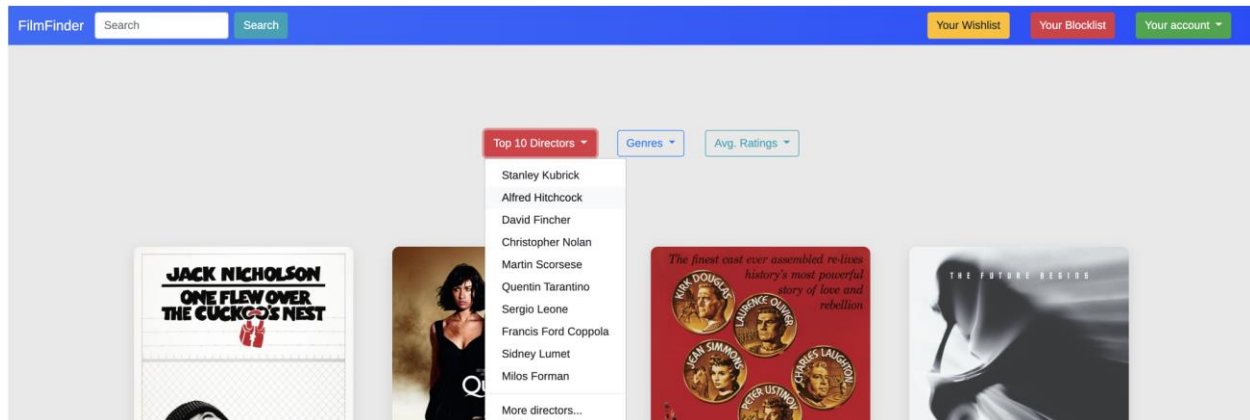 FilmFinder Search Search Your Wishlist Your Blocklist Your account
Top 10 Directors Genres Avg. Ratings
Stanley Kubrick
Alfred Hitchcock
David Fincher
Christopher Nolan
Martin Scorsese
Quentin Tarantino
Sergio Leone
Francis Ford Coppola
Sidney Lumet
Milos Forman
More directors...
JACK NICHOLSON
ONE FLEW OVER
THE CUCKOO'S NEST
Qu
The finest cast ever assembled re-lives
history's most powerful
story of love and
rebellion
KIRK DOUGLAS
LAURENCE OLIVIER
JEAN SIMMONS
CHARLES LAUGHTON
PETER USTINOV
THE FUTURE BEGINS